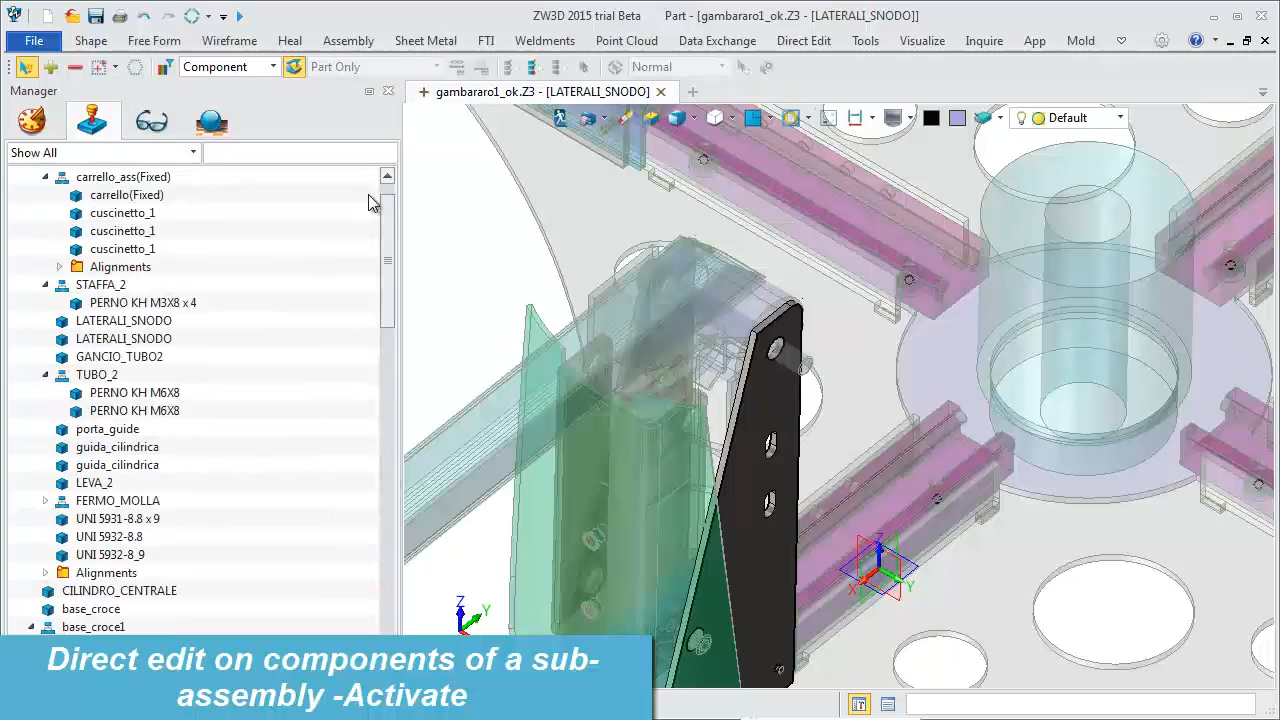 ZW3D 2015 trial Beta Part - [gambararo1_ok.Z3 - [LATERALI_SNODO]]
File Shape Free Form Wireframe Heal Assembly Sheet Metal FTI Weldments Point Cloud Data Exchange Direct Edit Tools Visualize Inquire App Mold
Component Part Only Normal
Manager
gambararo1_ok.Z3 - [LATERALI_SNODO]
Default
Show All
carrello_ass(Fixed)
carrello(Fixed)
cuscinetto_1
cuscinetto_1
cuscinetto_1
Alignments
STAFFA_2
PERNO KH M3X8 x 4
LATERALI_SNODO
LATERALI_SNODO
GANCIO_TUBO2
TUBO_2
PERNO KH M6X8
PERNO KH M6X8
porta_guide
guida_cilindrica
guida_cilindrica
LEVA_2
FERMO_MOLLA
UNI 5931-8.8 x 9
UNI 5932-8.8
UNI 5932-8_9
Alignments
CILINDRO_CENTRALE
base_croce
base_croce1
Z
Y
Z
X
Y
Direct edit on components of a sub-
assembly -Activate